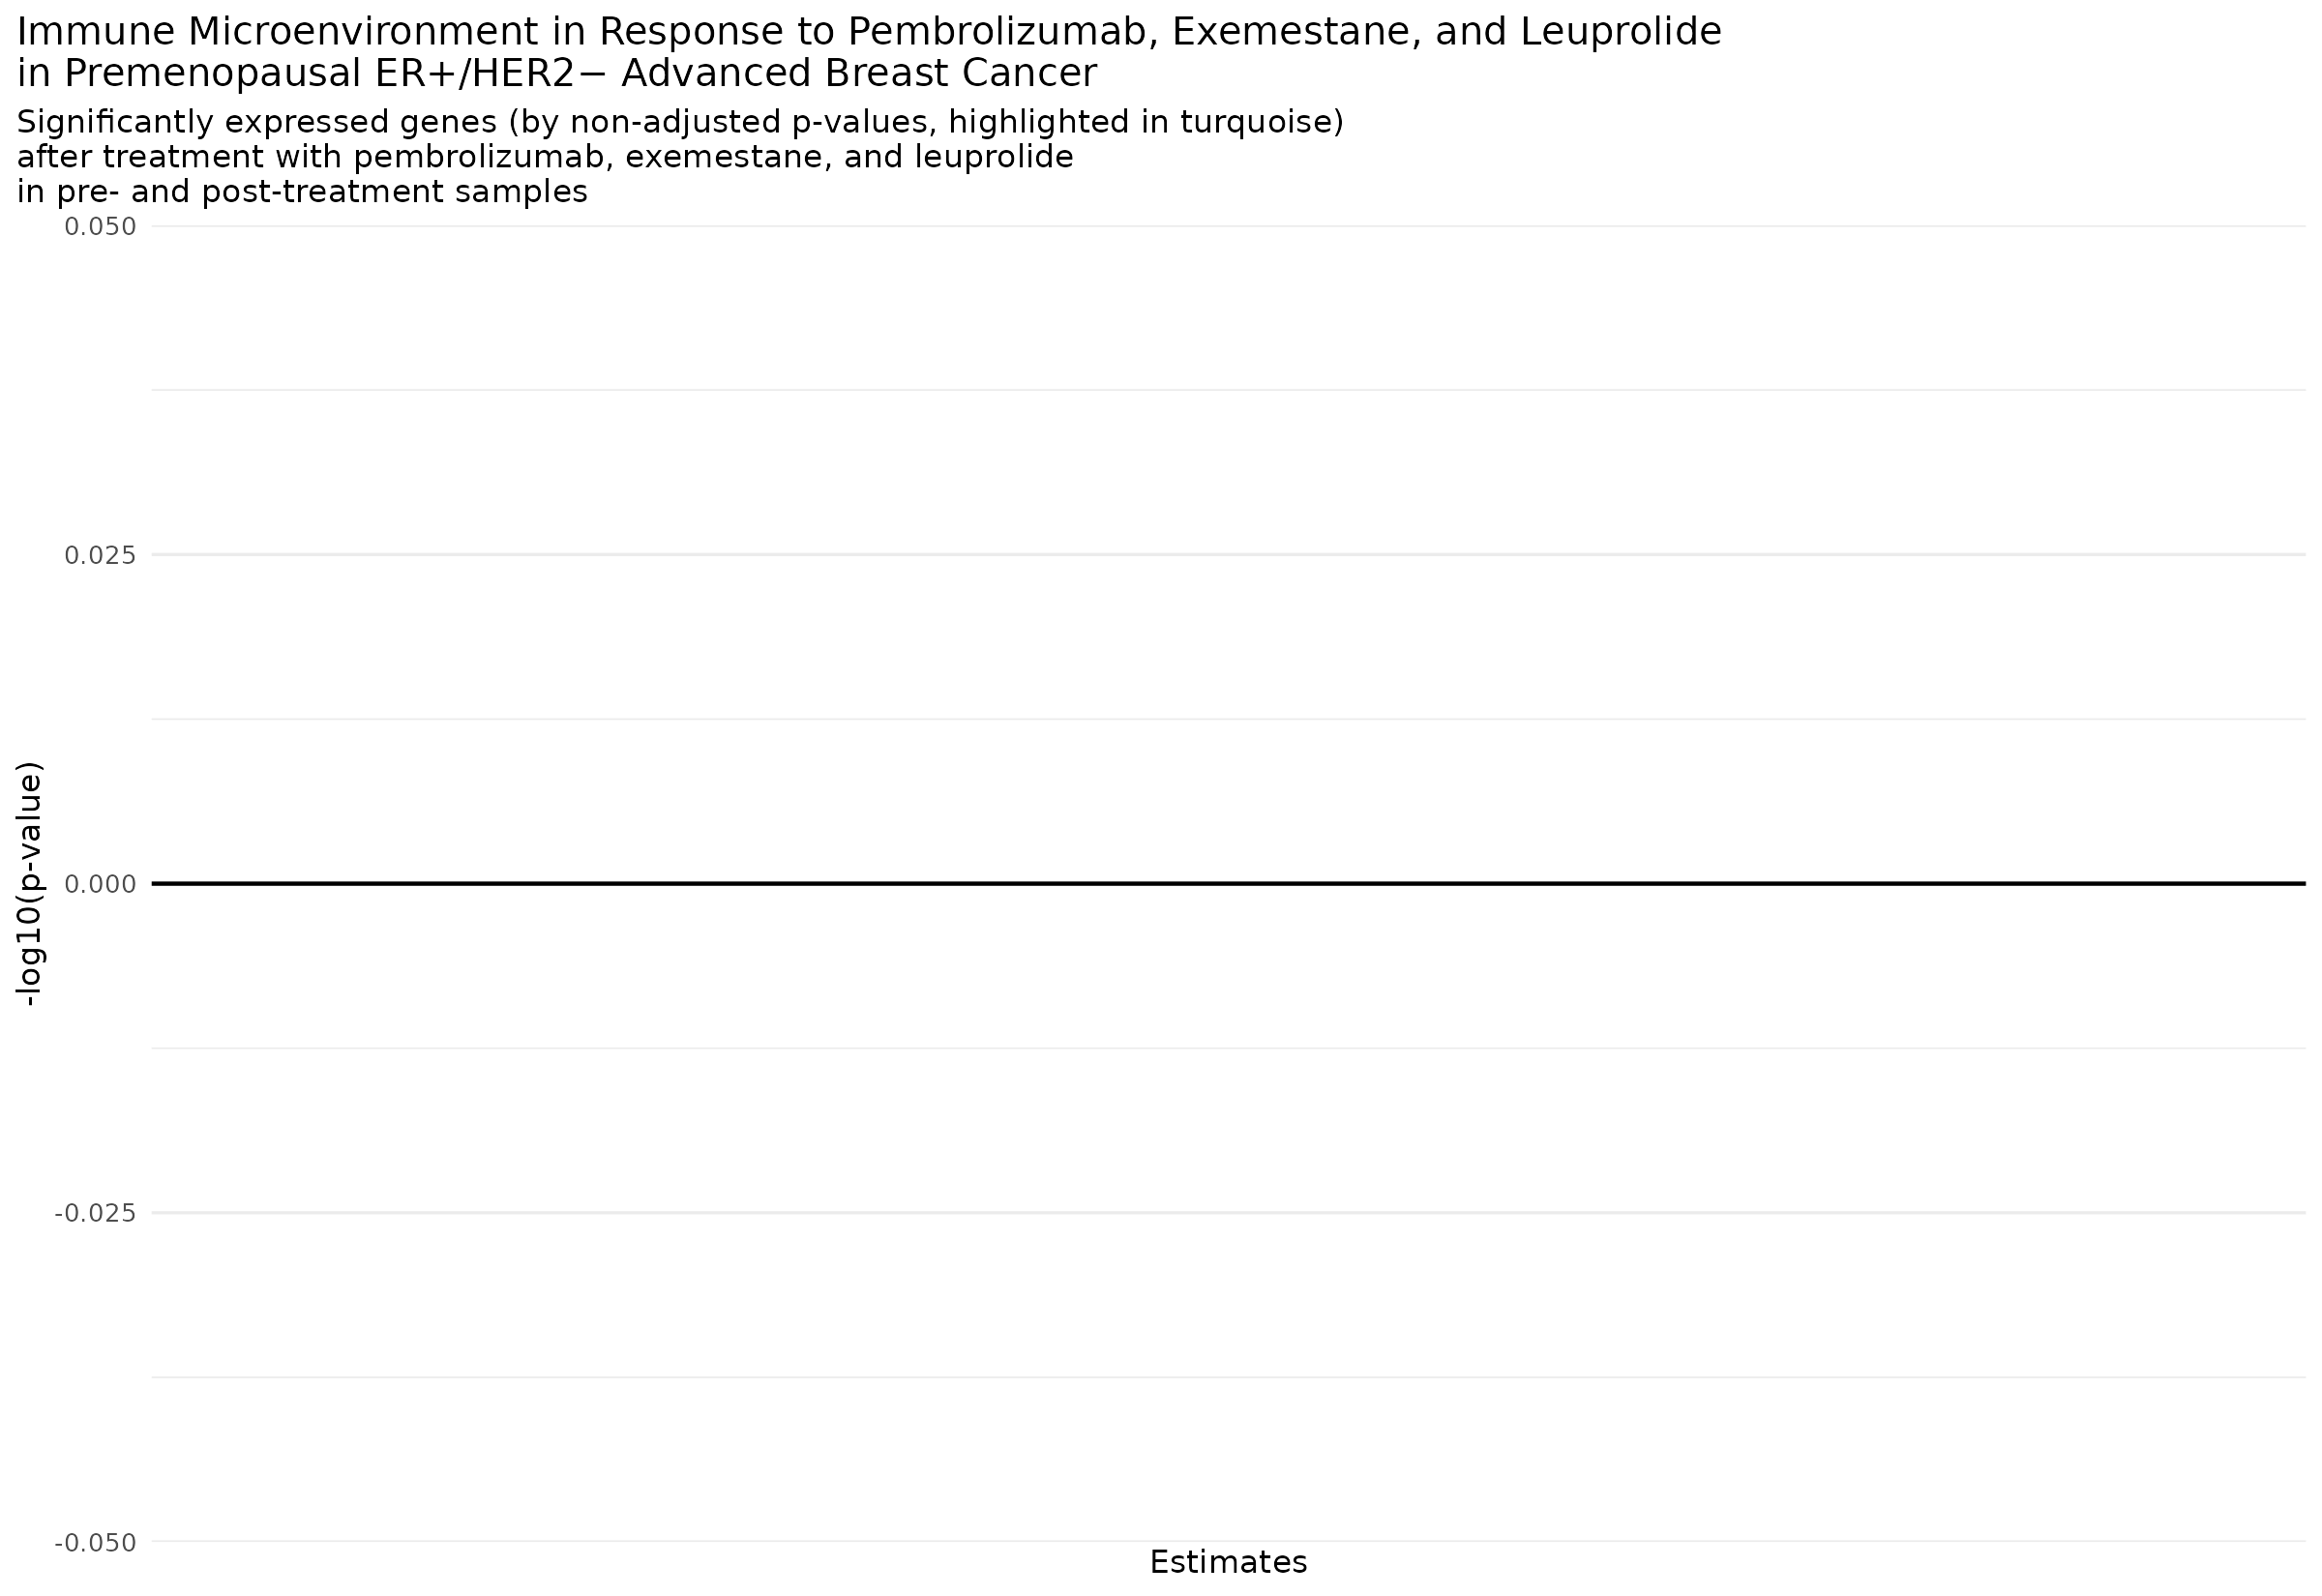 Immune Microenvironment in Response to Pembrolizumab, Exemestane, and Leuprolide
in Premenopausal ER+/HER2− Advanced Breast Cancer
Significantly expressed genes (by non-adjusted p-values, highlighted in turquoise)
after treatment with pembrolizumab, exemestane, and leuprolide
in pre- and post-treatment samples
0.050
0.025
0.000
-0.025
-0.050
-log10(p-value)
Estimates